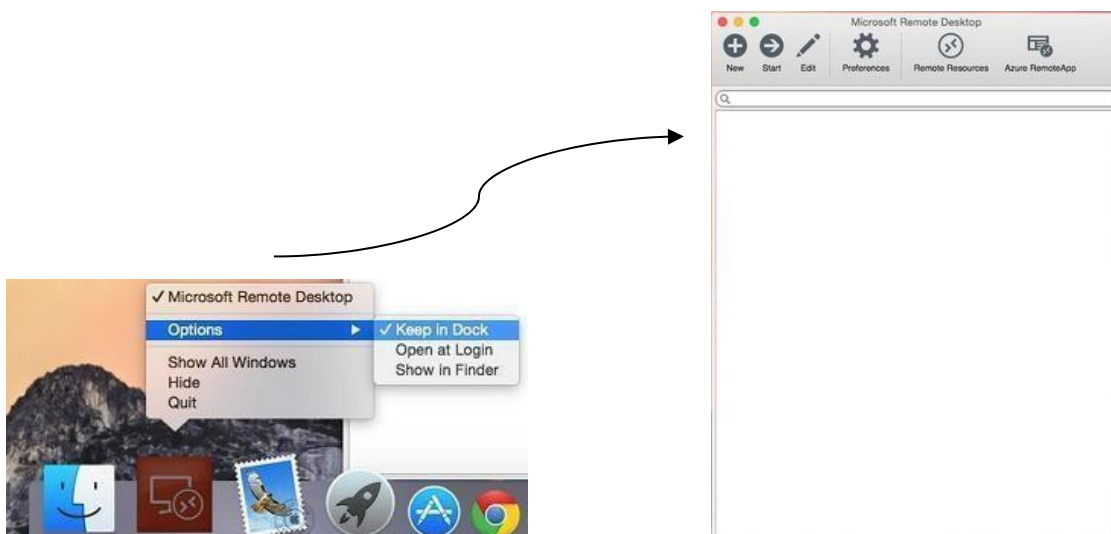 Microsoft Remote Desktop
New Start Edit Preferences Remote Resources Azure RemoteApp
✓ Microsoft Remote Desktop
Options ▶ ✓ Keep in Dock
Open at Login
Show All Windows Show in Finder
Hide
Quit